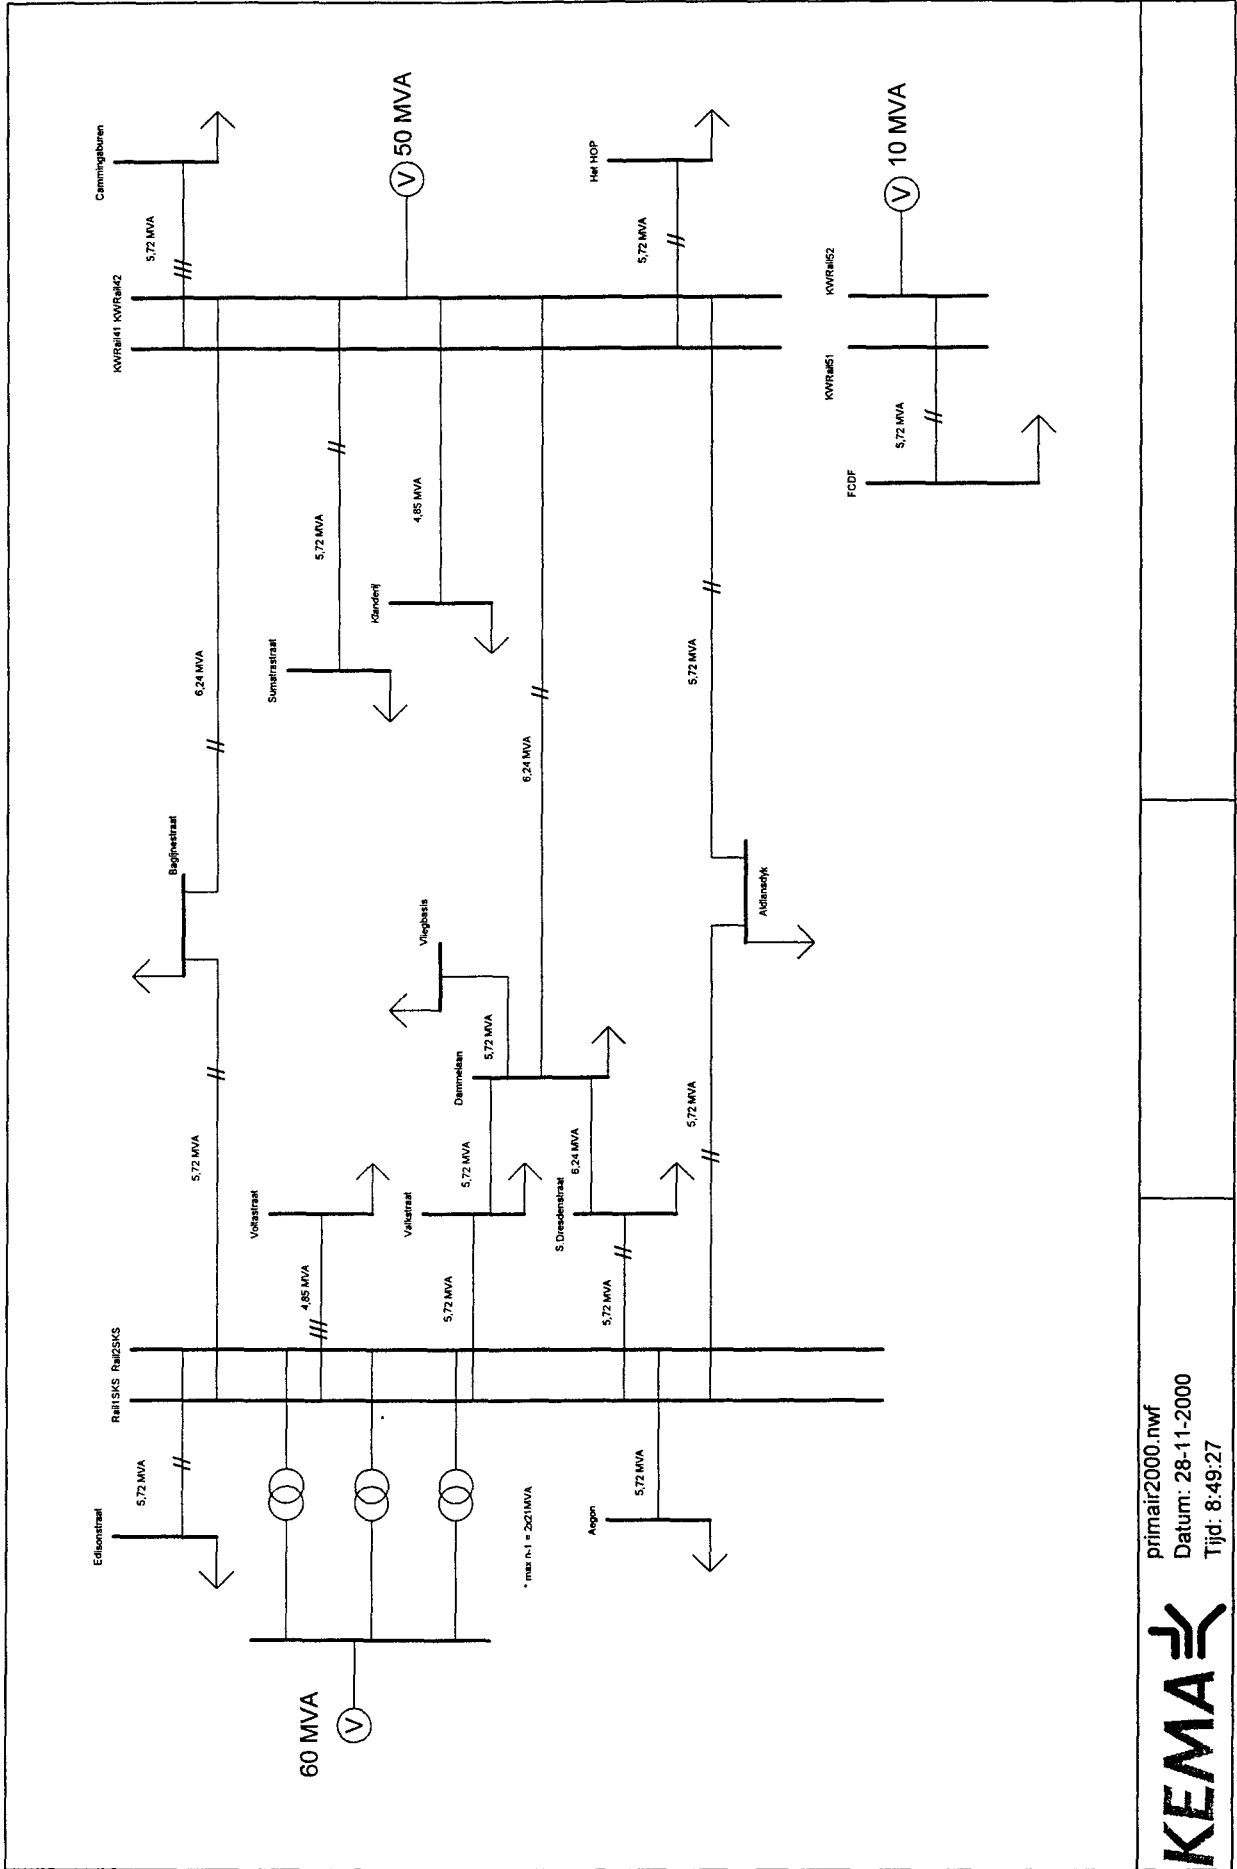 Cammingaburen
5,72 MVA
KWRail41 KWRail42
V 50 MVA
Het HOP
5,72 MVA
V 10 MVA
KWRail52
KWRail51
5,72 MVA
FCDF
6,24 MVA
5,72 MVA
Sumatrastraat
4,85 MVA
Klanderij
6,24 MVA
5,72 MVA
Baglijnestraat
Vliegbasis
Aldlansdyk
5,72 MVA
Dammelaan
5,72 MVA
5,72 MVA
6,24 MVA
5,72 MVA
Voltastraat
Valkstraat
S.Dresdenstraat
4,85 MVA
5,72 MVA
5,72 MVA
Rail1SKS Rail2SKS
5,72 MVA
Edisonstraat
* max n-1 = 2x21MVA
Aegon
5,72 MVA
60 MVA
V
KEMA
primair2000.nwf
Datum: 28-11-2000
Tijd: 8:49:27